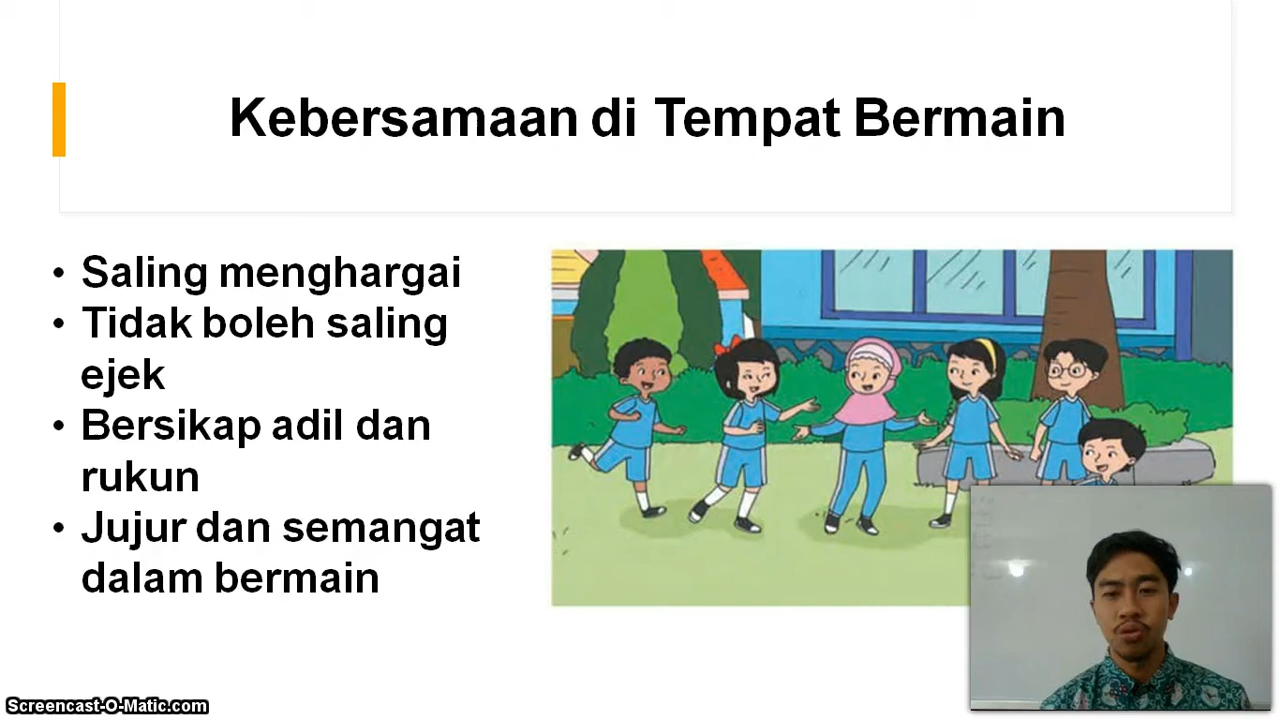 Kebersamaan di Tempat Bermain
• Saling menghargai
• Tidak boleh saling
ejek
• Bersikap adil dan
rukun
• Jujur dan semangat
dalam bermain
Screencast-O-Matic.com